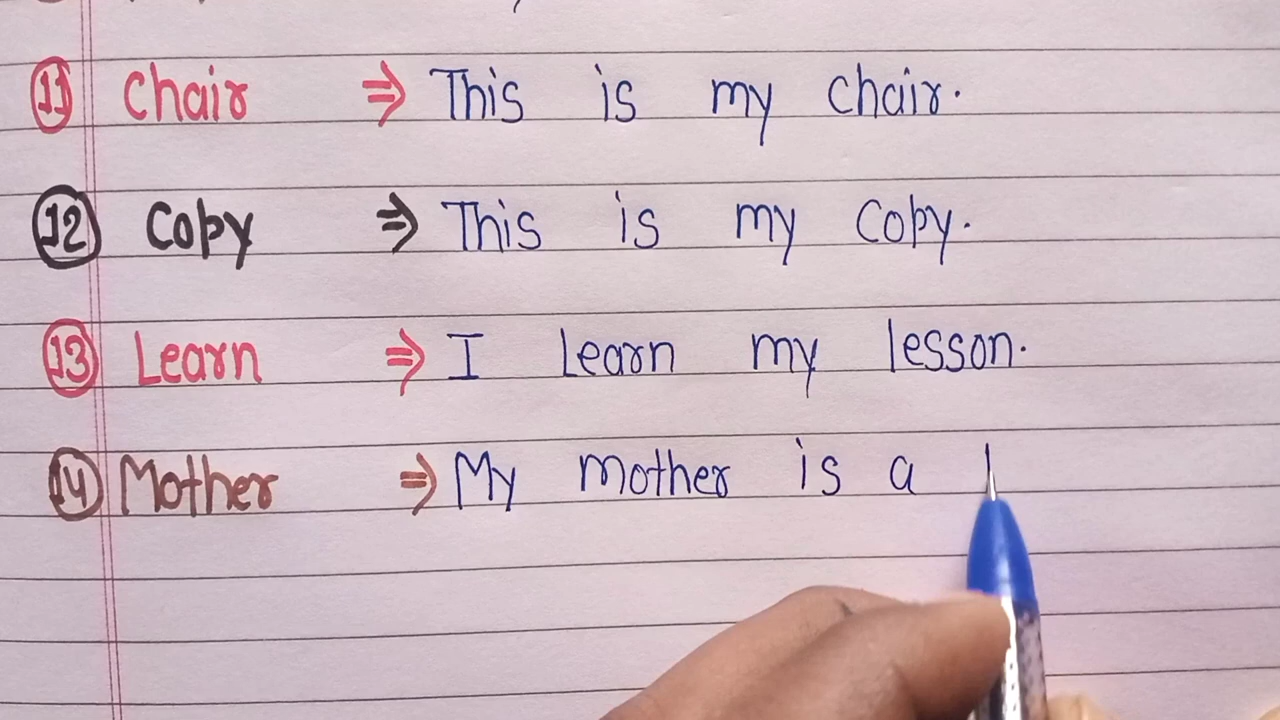 11 Chair ⇒ This is my chair.
12 Copy ⇒ This is my Copy.
13 Learn ⇒ I Learn my lesson.
14 Mother ⇒ My mother is a